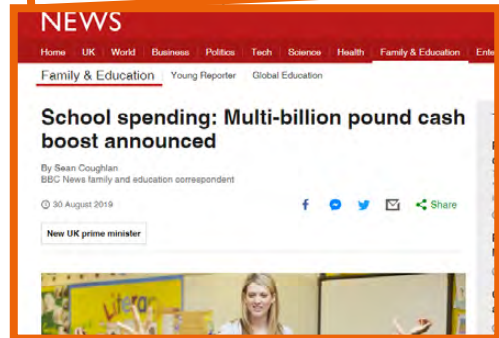 NEWS
Home UK World Business Politics Tech Science Health Family & Education Ente
Family & Education Young Reporter Global Education
School spending: Multi-billion pound cash
boost announced
By Sean Coughlan
BBC News family and education correspondent
30 August 2019
Share
New UK prime minister
Litera